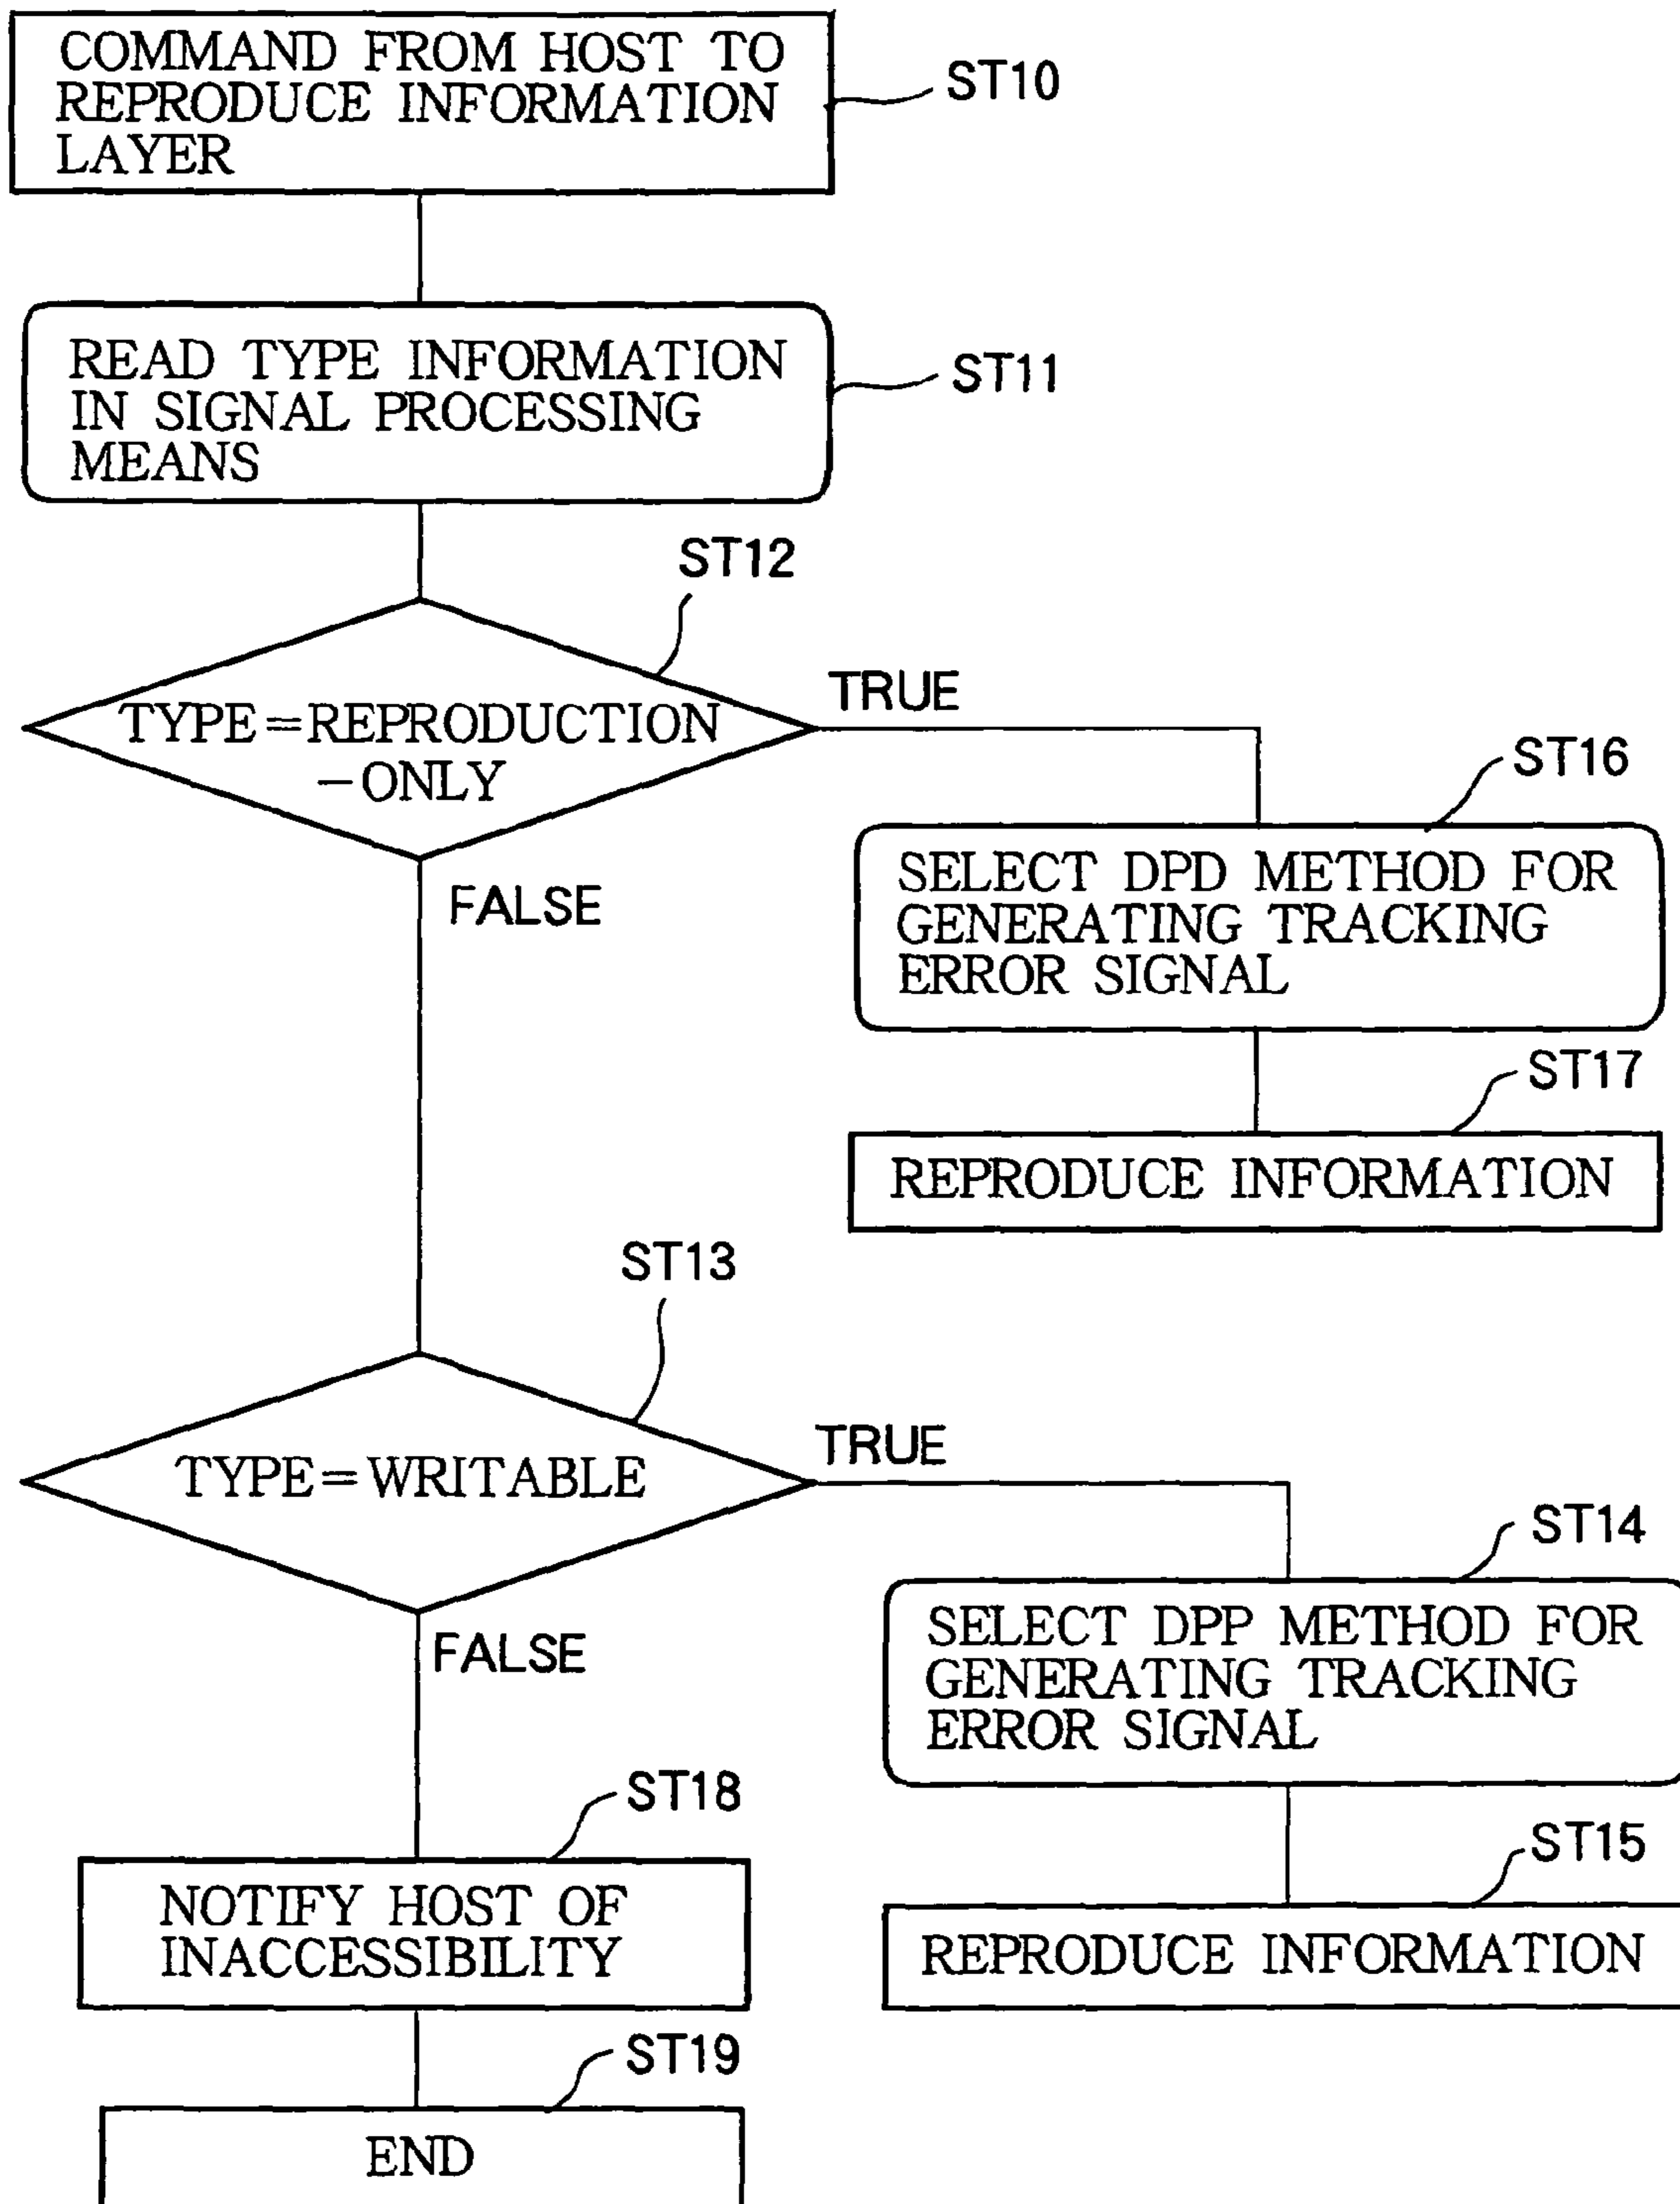 COMMAND FROM HOST TO
REPRODUCE INFORMATION
LAYER
ST10
READ TYPE INFORMATION
IN SIGNAL PROCESSING
MEANS
ST11
ST12
TYPE=REPRODUCTION
-ONLY
TRUE
FALSE
ST16
SELECT DPD METHOD FOR
GENERATING TRACKING
ERROR SIGNAL
ST17
REPRODUCE INFORMATION
ST13
TYPE=WRITABLE
TRUE
FALSE
ST14
SELECT DPP METHOD FOR
GENERATING TRACKING
ERROR SIGNAL
ST15
REPRODUCE INFORMATION
ST18
NOTIFY HOST OF
INACCESSIBILITY
ST19
END